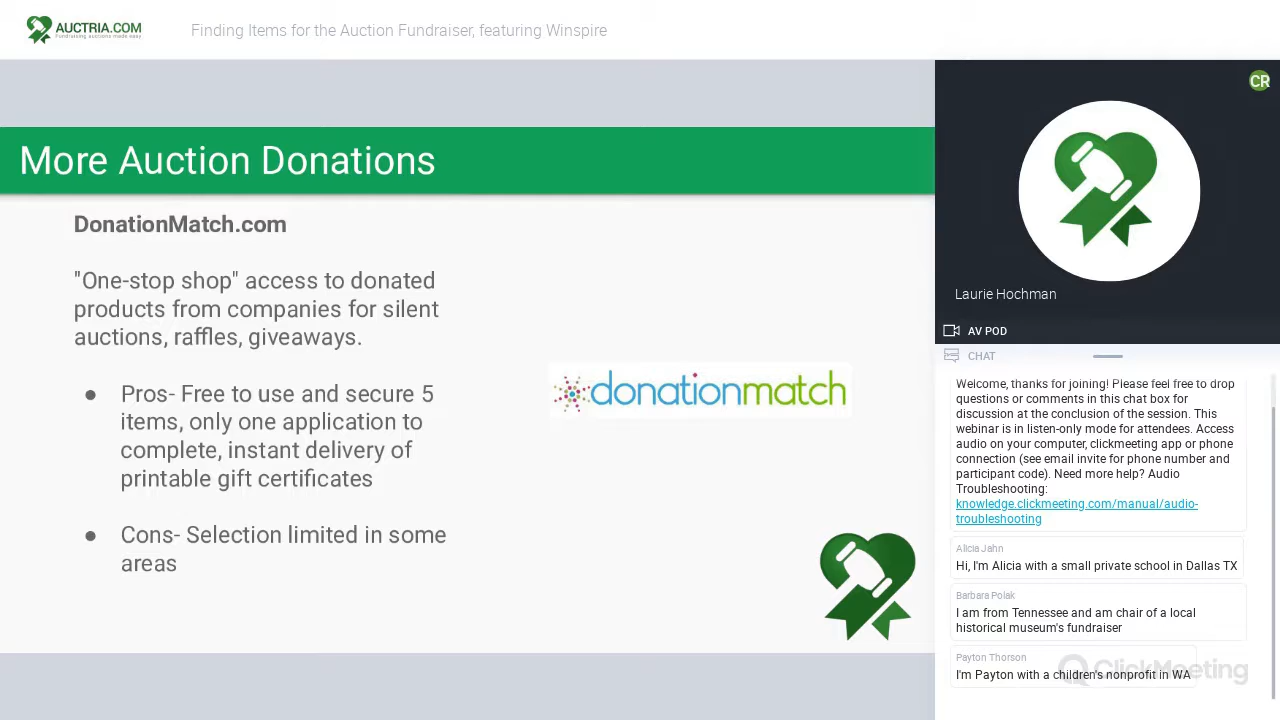 AUCTRIA.COM
Fundraising auctions made easy
Finding Items for the Auction Fundraiser, featuring Winspire
CR
More Auction Donations
DonationMatch.com
"One-stop shop" access to donated
products from companies for silent
auctions, raffles, giveaways.
● Pros- Free to use and secure 5
items, only one application to
complete, instant delivery of
printable gift certificates
● Cons- Selection limited in some
areas
donationmatch
Laurie Hochman
AV POD
CHAT
Welcome, thanks for joining! Please feel free to drop
questions or comments in this chat box for
discussion at the conclusion of the session. This
webinar is in listen-only mode for attendees. Access
audio on your computer, clickmeeting app or phone
connection (see email invite for phone number and
participant code). Need more help? Audio
Troubleshooting:
knowledge.clickmeeting.com/manual/audio-
troubleshooting
Alicia Jahn
Hi, I'm Alicia with a small private school in Dallas TX
Barbara Polak
I am from Tennessee and am chair of a local
historical museum's fundraiser
Payton Thorson
I'm Payton with a children's nonprofit in WA
ClickMeeting